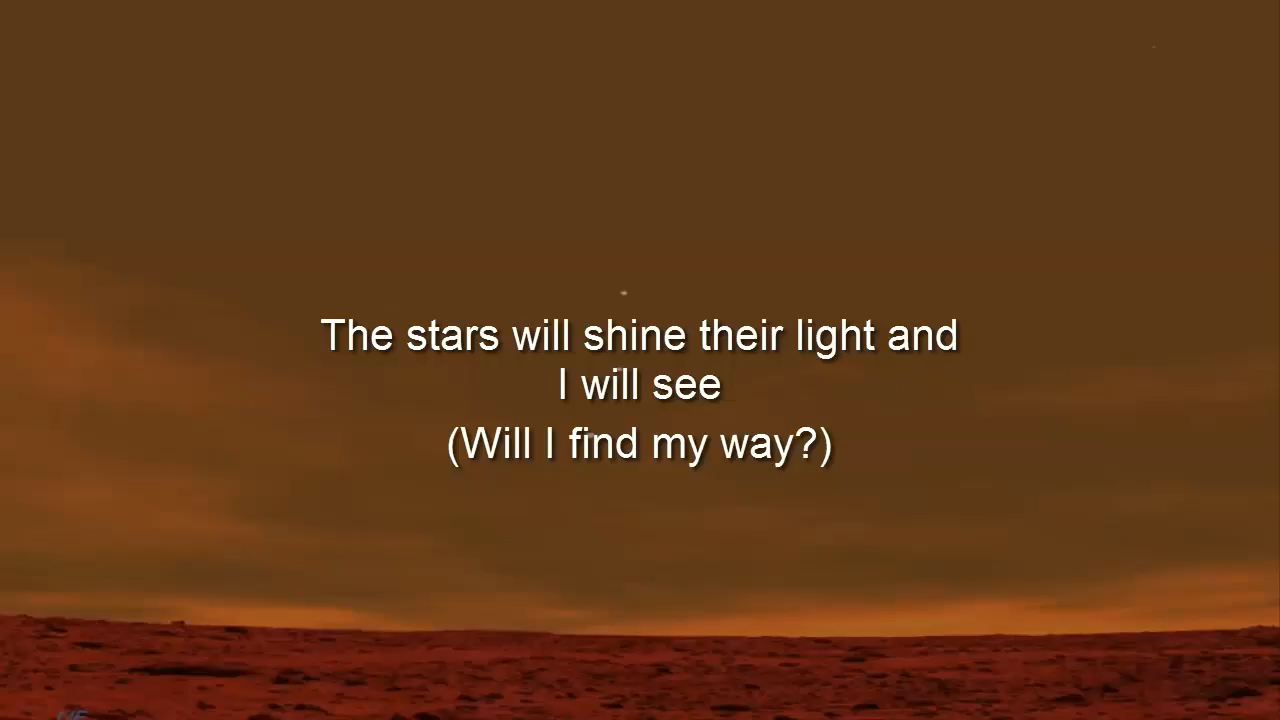 The stars will shine their light and
I will see
(Will I find my way?)